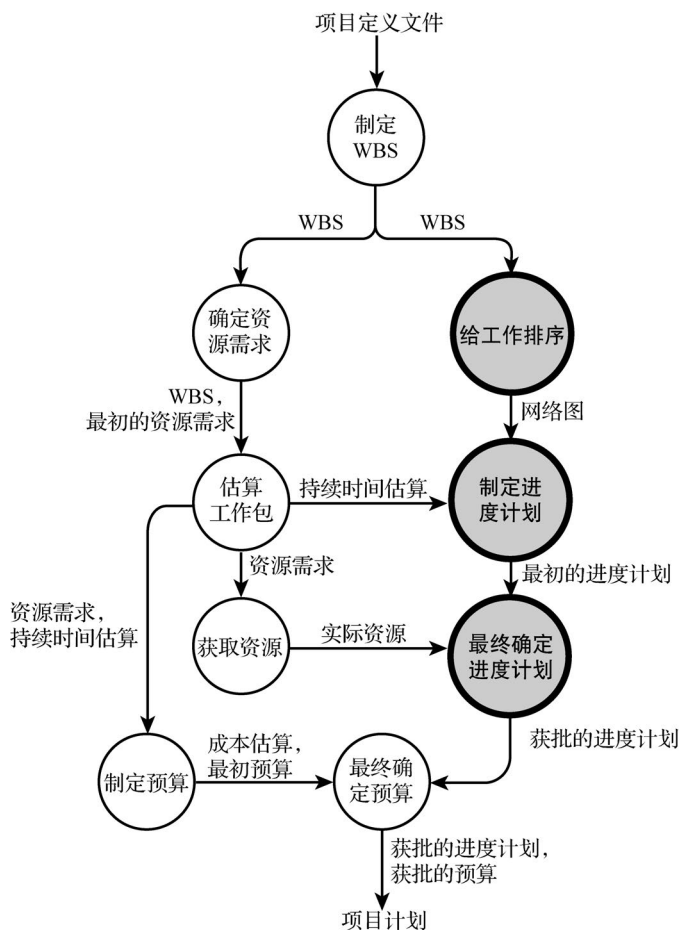 项目定义文件
制定
WBS
WBS
WBS
确定资
源需求
给工作排序
WBS，
最初的资源需求
网络图
估算
工作包
持续时间估算
制定进
度计划
资源需求
最初的进度计划
资源需求，
持续时间估算
获取资源
实际资源
最终确定
进度计划
获批的进度计划
成本估算，
最初预算
制定预算
最终确
定预算
获批的进度计划，
获批的预算
项目计划